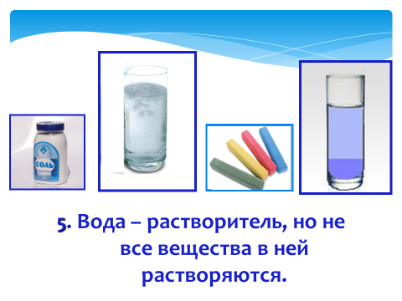 СОЛЬ
5. Вода – растворитель, но не
все вещества в ней
растворяются.